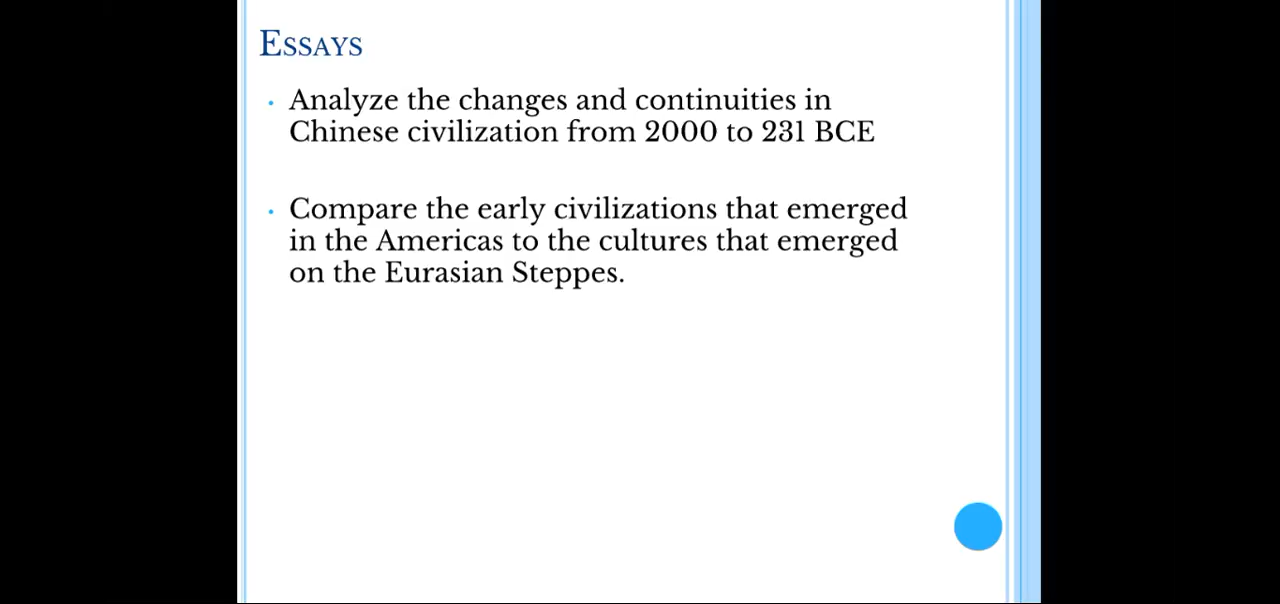 Essays
• Analyze the changes and continuities in
Chinese civilization from 2000 to 231 BCE
• Compare the early civilizations that emerged
in the Americas to the cultures that emerged
on the Eurasian Steppes.